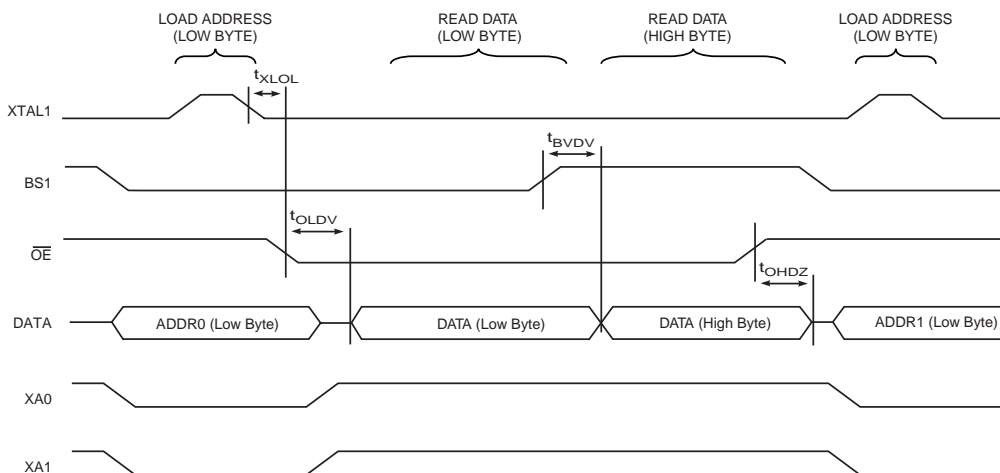 LOAD ADDRESS
(LOW BYTE)
READ DATA
(LOW BYTE)
READ DATA
(HIGH BYTE)
LOAD ADDRESS
(LOW BYTE)
tXLOL
XTAL1
tBVDV
BS1
tOLDV
OE
tOHDZ
DATA
ADDR0 (Low Byte)
DATA (Low Byte)
DATA (High Byte)
ADDR1 (Low Byte)
XA0
XA1